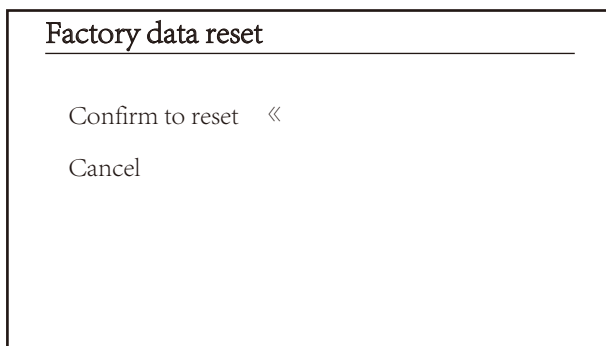 Factory data reset
Confirm to reset «
Cancel